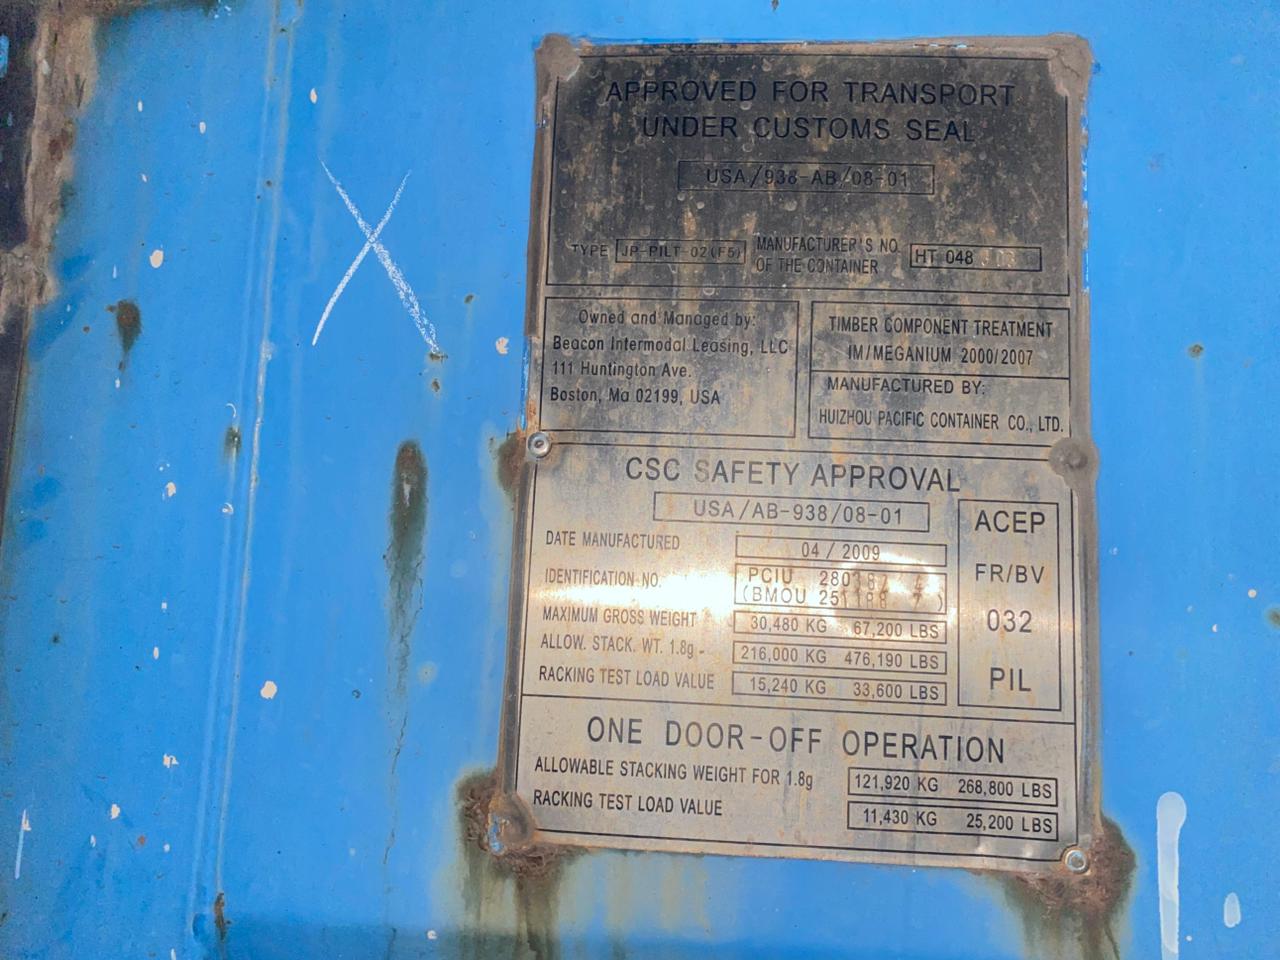 APPROVED FOR TRANSPORT
UNDER CUSTOMS SEAL
USA/938-AB/08-01
TYPE JP-PILT-02(F5) MANUFACTURER'S NO.
OF THE CONTAINER HT 048
Owned and Managed by:
Beacon Intermodal Leasing, LLC
111 Huntington Ave.
Boston, Ma 02199, USA
TIMBER COMPONENT TREATMENT
IM/MEGANIUM 2000/2007
MANUFACTURED BY:
HUIZHOU PACIFIC CONTAINER CO., LTD.
CSC SAFETY APPROVAL
USA/AB-938/08-01
DATE MANUFACTURED 04/2009
IDENTIFICATION NO. PCIU
(BMOU
MAXIMUM GROSS WEIGHT 30,480 KG 67,200 LBS
ALLOW. STACK. WT. 1.8g- 216,000 KG 476,190 LBS
RACKING TEST LOAD VALUE 15,240 KG 33,600 LBS
ACEP
FR/BV
032
PIL
ONE DOOR-OFF OPERATION
ALLOWABLE STACKING WEIGHT FOR 1.8g 121,920 KG 268,800 LBS
RACKING TEST LOAD VALUE 11,430 KG 25,200 LBS